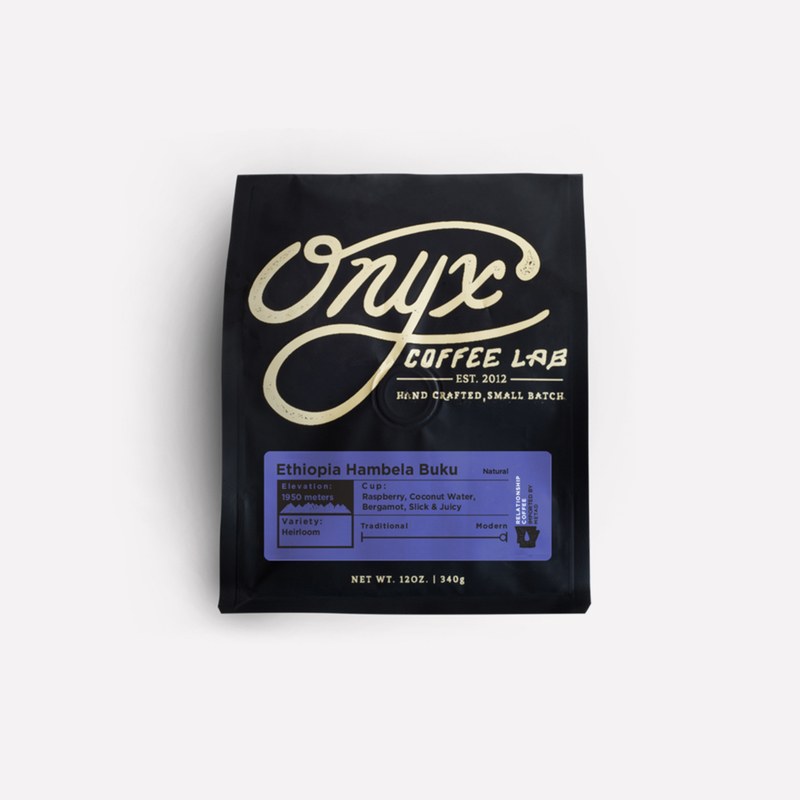 Onyx
COFFEE LAB
EST. 2012
HAND CRAFTED, SMALL BATCH
Ethiopia Hambela Buku
Natural
Elevation:
1950 meters
Variety:
Heirloom
Cup:
Raspberry, Coconut Water,
Bergamot, Slick & Juicy
Traditional
Modern
RELATIONSHIP
COFFEE
NET WT. 12OZ. | 340g